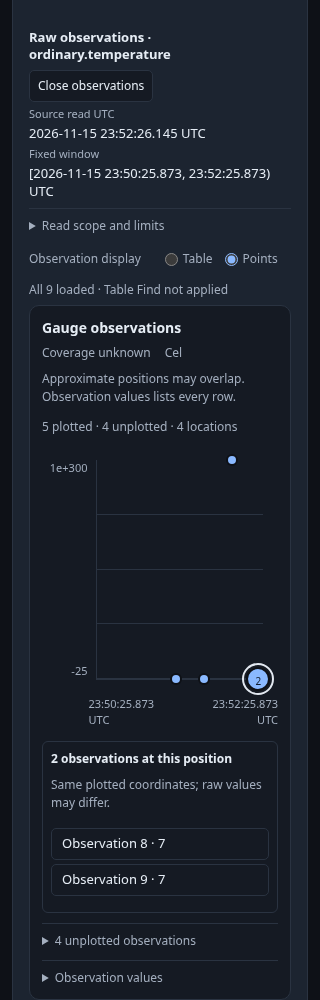 Raw observations ·
ordinary.temperature
Close observations
Source read UTC
2026-11-15 23:52:26.145 UTC
Fixed window
[2026-11-15 23:50:25.873, 23:52:25.873)
UTC
Read scope and limits
Observation display Table Points
All 9 loaded · Table Find not applied
Gauge observations
Coverage unknown Cel
Approximate positions may overlap.
Observation values lists every row.
5 plotted · 4 unplotted · 4 locations
1e+300
-25
2
23:50:25.873 23:52:25.873
UTC UTC
2 observations at this position
Same plotted coordinates; raw values
may differ.
Observation 8 · 7
Observation 9 · 7
4 unplotted observations
Observation values